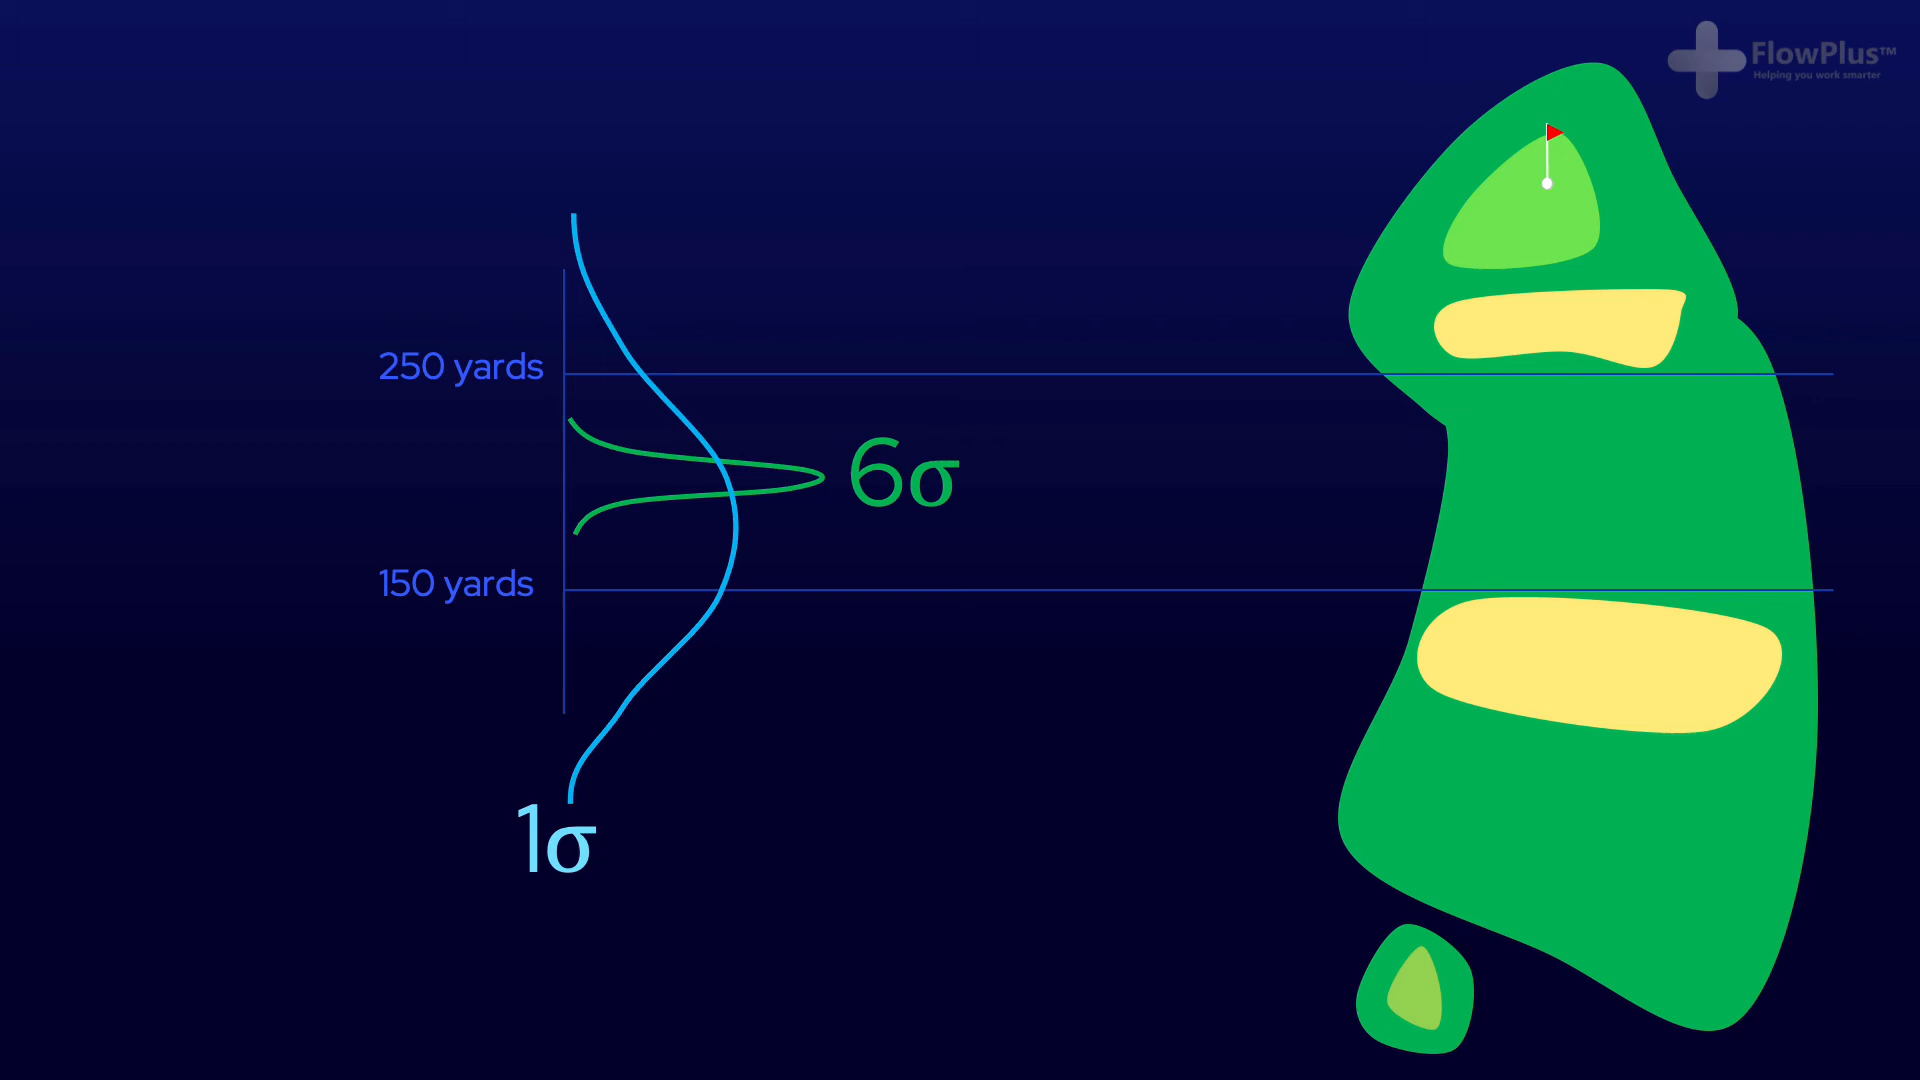 FlowPlus™
Helping you work smarter
250 yards
6σ
150 yards
1σ